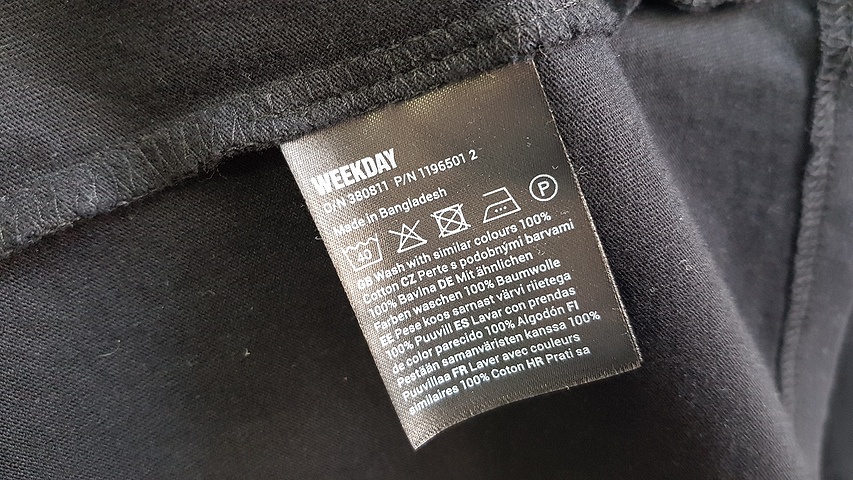 WEEKDAY
O/N 380811 P/N 1196501 2
Made in Bangladesh
40 P
GB Wash with similar colours 100%
Cotton CZ Perte s podobnými barvami
100% Bavlna DE Mit ähnlichen
Farben waschen 100% Baumwolle
EE Pese koos sarnast värvi riietega
100% Puuvill ES Lavar con prendas
de color parecido 100% Algodón FI
Pestään samanväristen kanssa 100%
Puuvillaa FR Laver avec couleurs
similaires 100% Coton HR Prati sa